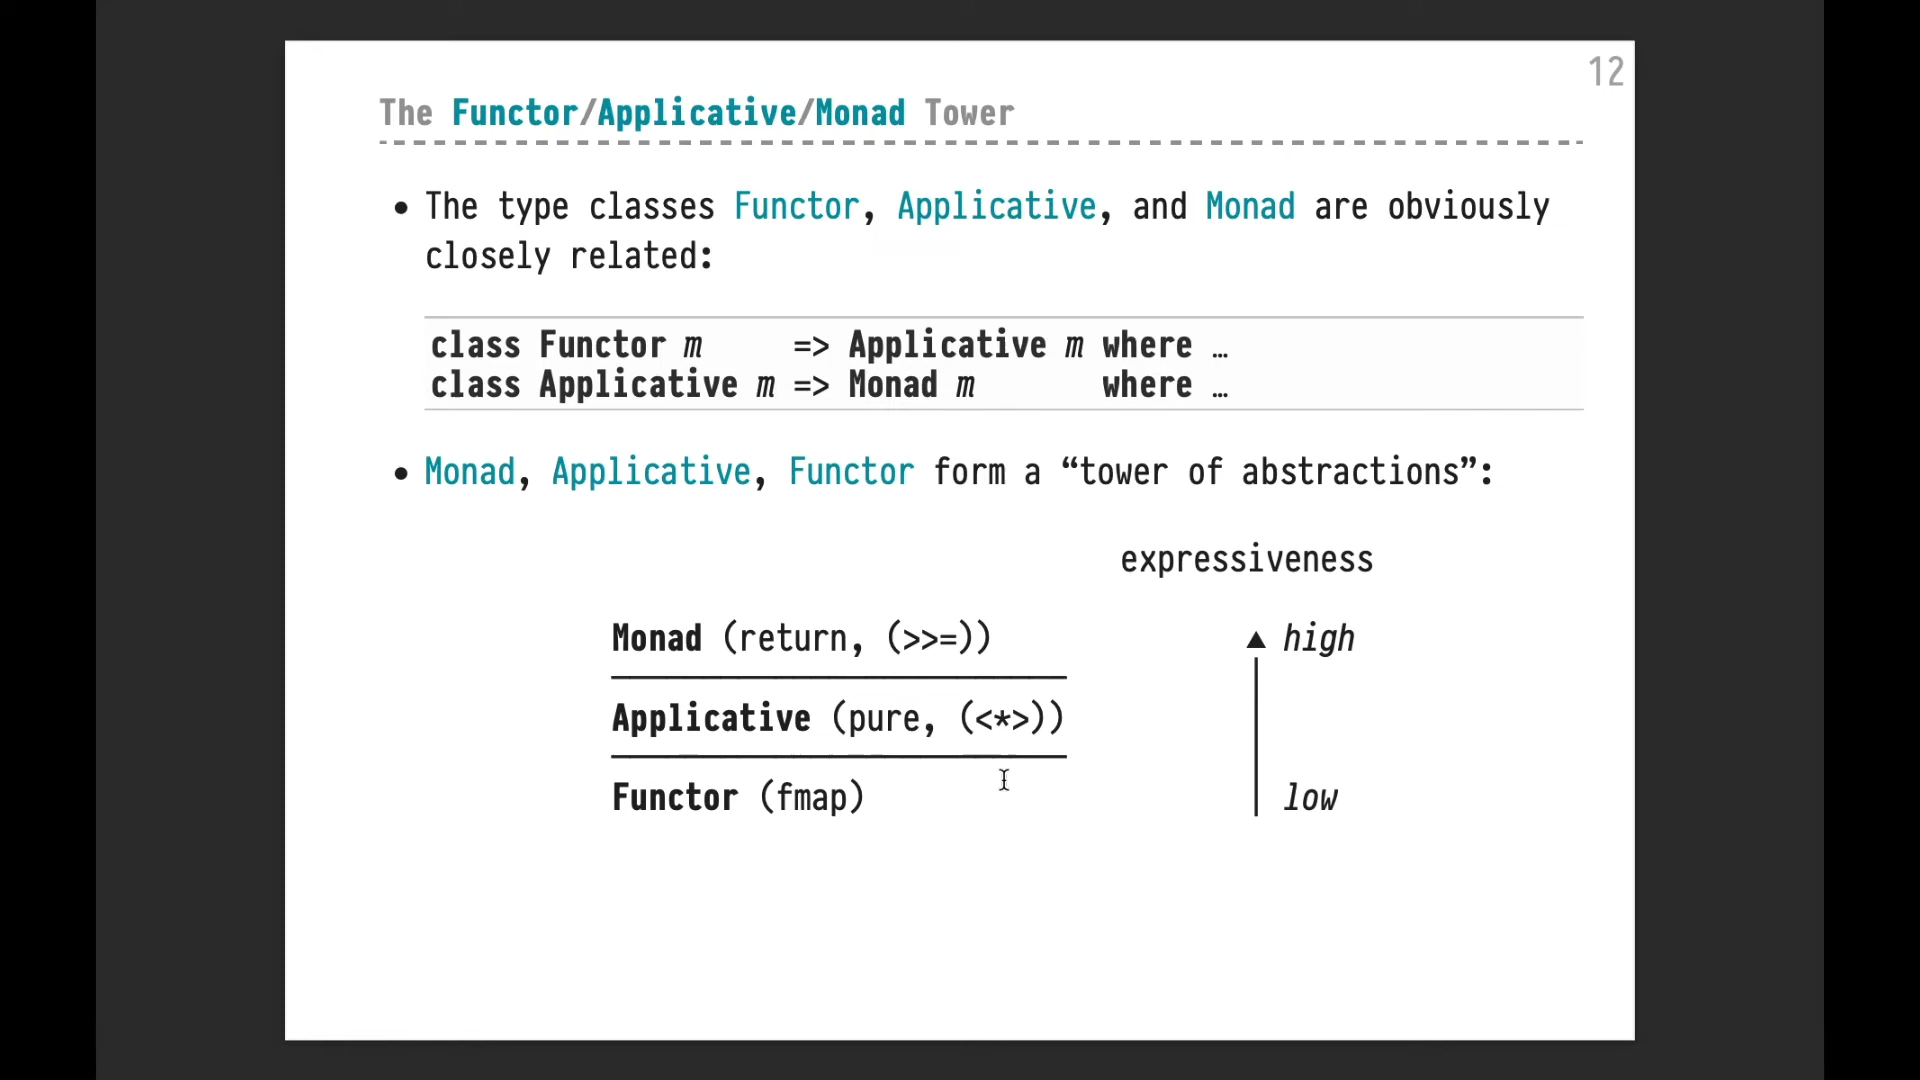 12
The Functor/Applicative/Monad Tower
• The type classes Functor, Applicative, and Monad are obviously
closely related:
class Functor m     => Applicative m where …
class Applicative m => Monad m       where …
• Monad, Applicative, Functor form a “tower of abstractions”:
expressiveness
Monad (return, (>>=))
▲ high
Applicative (pure, (<*>))
Functor (fmap)
low